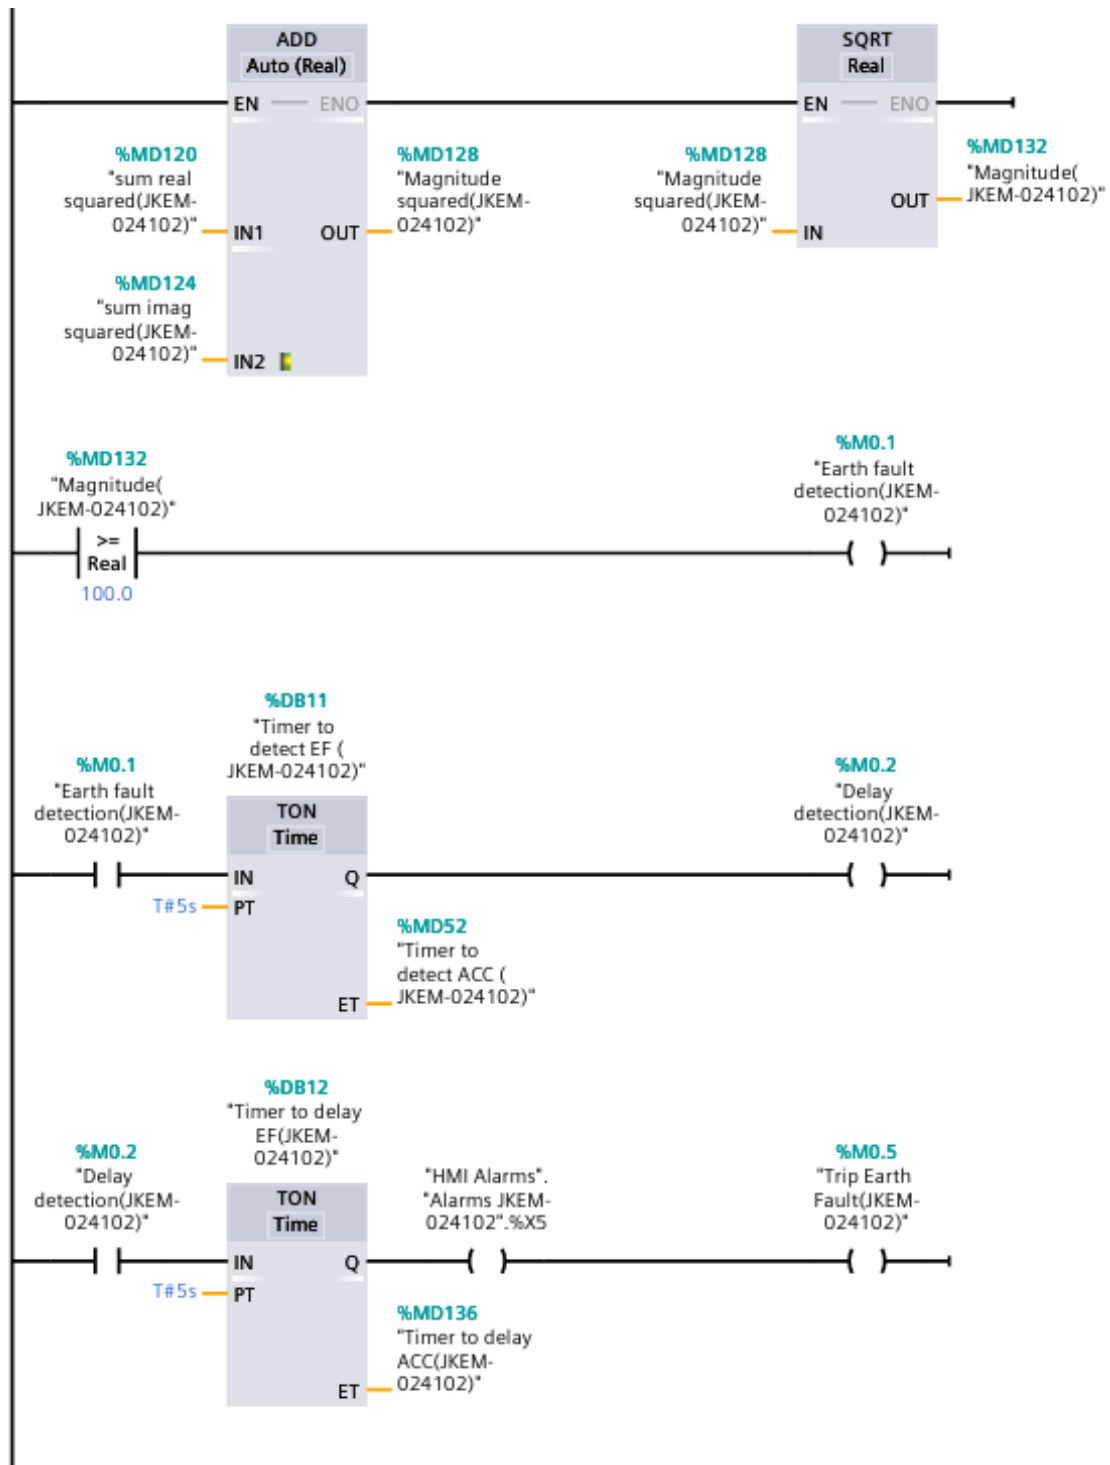 ADD
Auto (Real)
EN
ENO
%MD120
"sum real
squared(JKEM-
024102)"
IN1
OUT
%MD128
"Magnitude
squared(JKEM-
024102)"
%MD124
"sum imag
squared(JKEM-
024102)"
IN2
SQRT
Real
EN
ENO
%MD128
"Magnitude
squared(JKEM-
024102)"
IN
OUT
%MD132
"Magnitude(
JKEM-024102)"
%MD132
"Magnitude(
JKEM-024102)"
>=
Real
100.0
%M0.1
"Earth fault
detection(JKEM-
024102)"
%DB11
"Timer to
detect EF (
JKEM-024102)"
%M0.1
"Earth fault
detection(JKEM-
024102)"
TON
Time
IN
Q
T#5s
PT
%MD52
"Timer to
detect ACC (
JKEM-024102)"
ET
%M0.2
"Delay
detection(JKEM-
024102)"
%DB12
"Timer to delay
EF(JKEM-
024102)"
%M0.2
"Delay
detection(JKEM-
024102)"
TON
Time
IN
Q
T#5s
PT
%MD136
"Timer to delay
ACC(JKEM-
024102)"
ET
"HMI Alarms".
"Alarms JKEM-
024102".%X5
%M0.5
"Trip Earth
Fault(JKEM-
024102)"